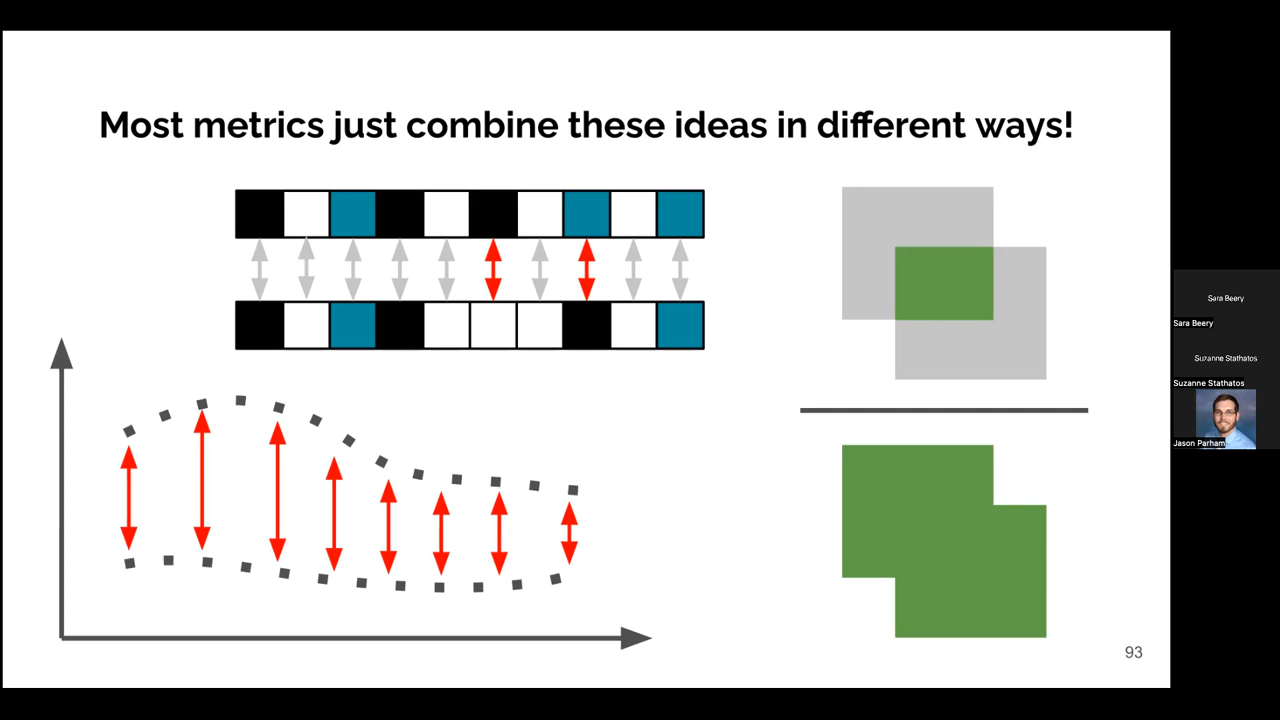 Most metrics just combine these ideas in different ways!
93
Sara Beery
Sara Beery
Suzanne Stathatos
Suzanne Stathatos
Jason Parham